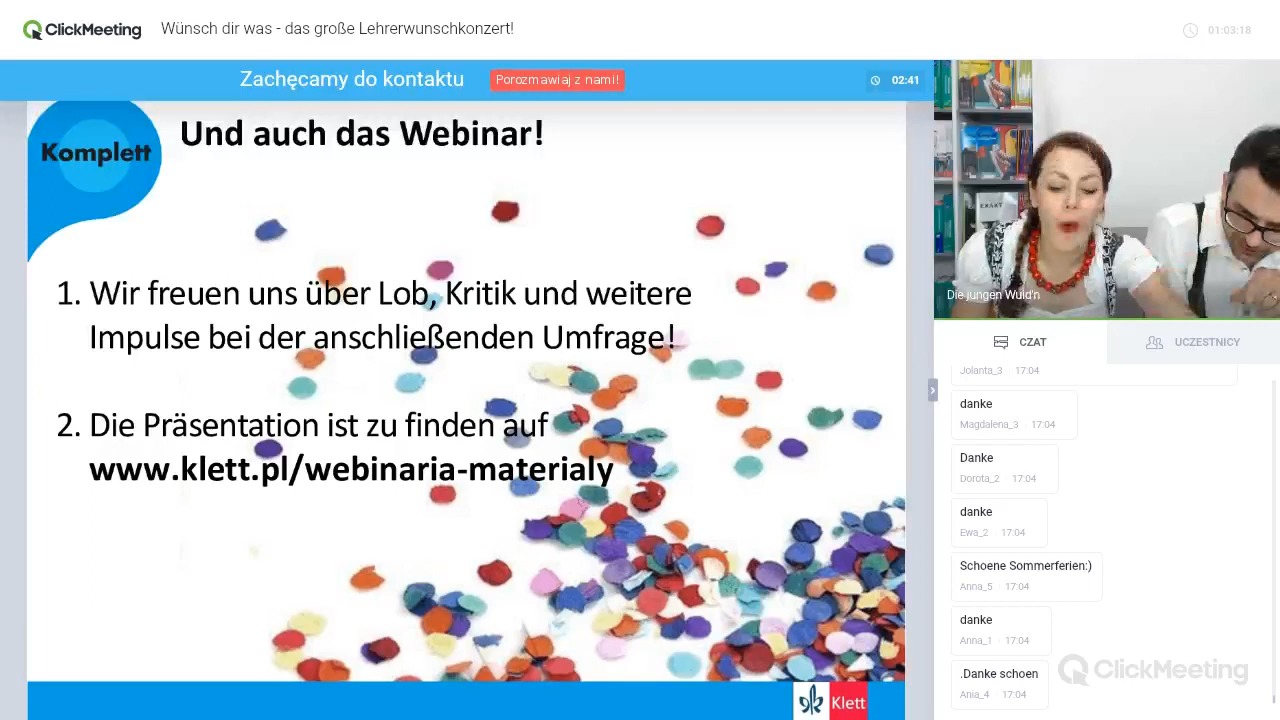 ClickMeeting
Wünsch dir was - das große Lehrerwunschkonzert!
01:03:18
Zachęcamy do kontaktu
Porozmawiaj z nami!
02:41
Komplett
Und auch das Webinar!
1. Wir freuen uns über Lob, Kritik und weitere
Impulse bei der anschließenden Umfrage!
2. Die Präsentation ist zu finden auf
www.klett.pl/webinaria-materialy
Klett
EXAKT
Die jungen Wuid'n
CZAT
UCZESTNICY
Jolanta_3 17:04
danke
Magdalena_3 17:04
Danke
Dorota_2 17:04
danke
Ewa_2 17:04
Schoene Sommerferien:)
Anna_5 17:04
danke
Anna_1 17:04
.Danke schoen
Ania_4 17:04
ClickMeeting